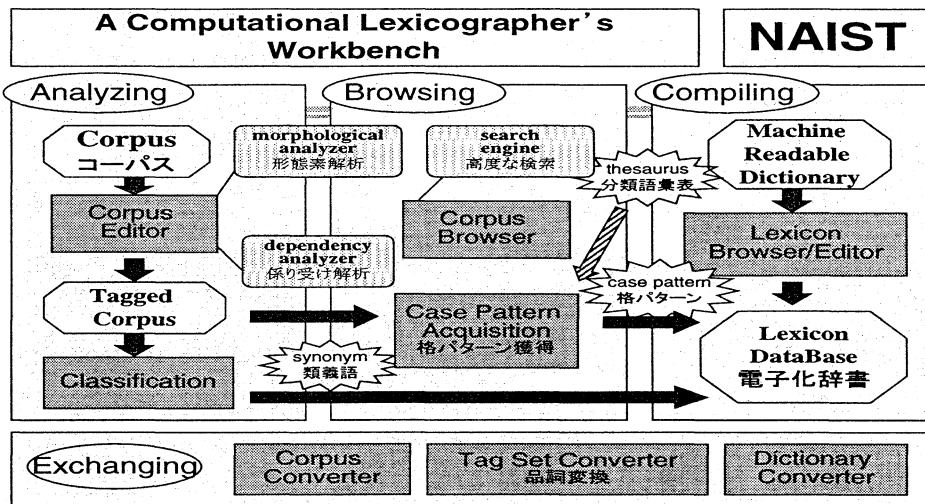 A Computational Lexicographer's
Workbench
NAIST
Analyzing
Browsing
Compiling
Corpus
コーパス
morphological
analyzer
形態素解析
search
engine
高度な検索
Machine
Readable
Dictionary
thesaurus
分類語彙表
Corpus
Editor
Corpus
Browser
Lexicon
Browser/Editor
dependency
analyzer
係り受け解析
case pattern
格パターン
Tagged
Corpus
Case Pattern
Acquisition
格パターン獲得
Lexicon
DataBase
電子化辞書
synonym
類義語
Classification
Exchanging
Corpus
Converter
Tag Set Converter
品詞変換
Dictionary
Converter